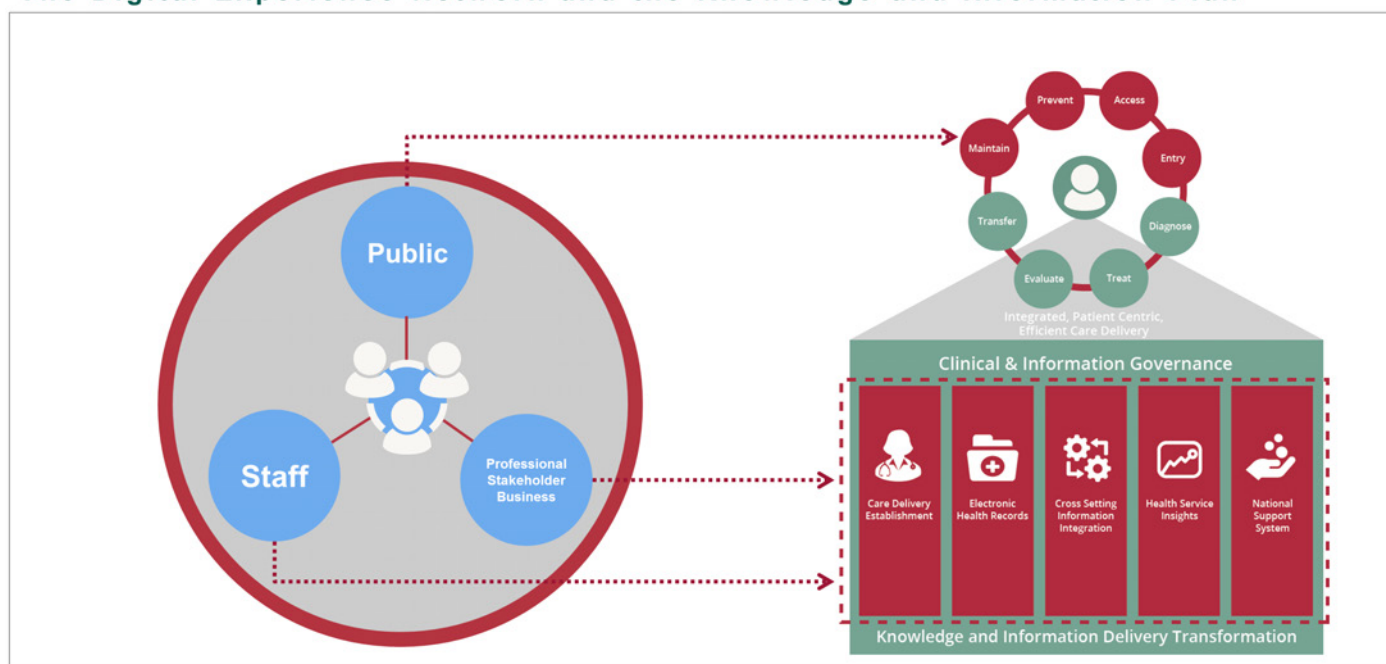 Public
Staff
Professional
Stakeholder
Business
Prevent
Access
Maintain
Entry
Transfer
Diagnose
Evaluate
Treat
Integrated, Patient Centric,
Efficient Care Delivery
Clinical & Information Governance
Care Delivery
Establishment
Electronic
Health Records
Cross Setting
Information
Integration
Health Service
Insights
National
Support
System
Knowledge and Information Delivery Transformation